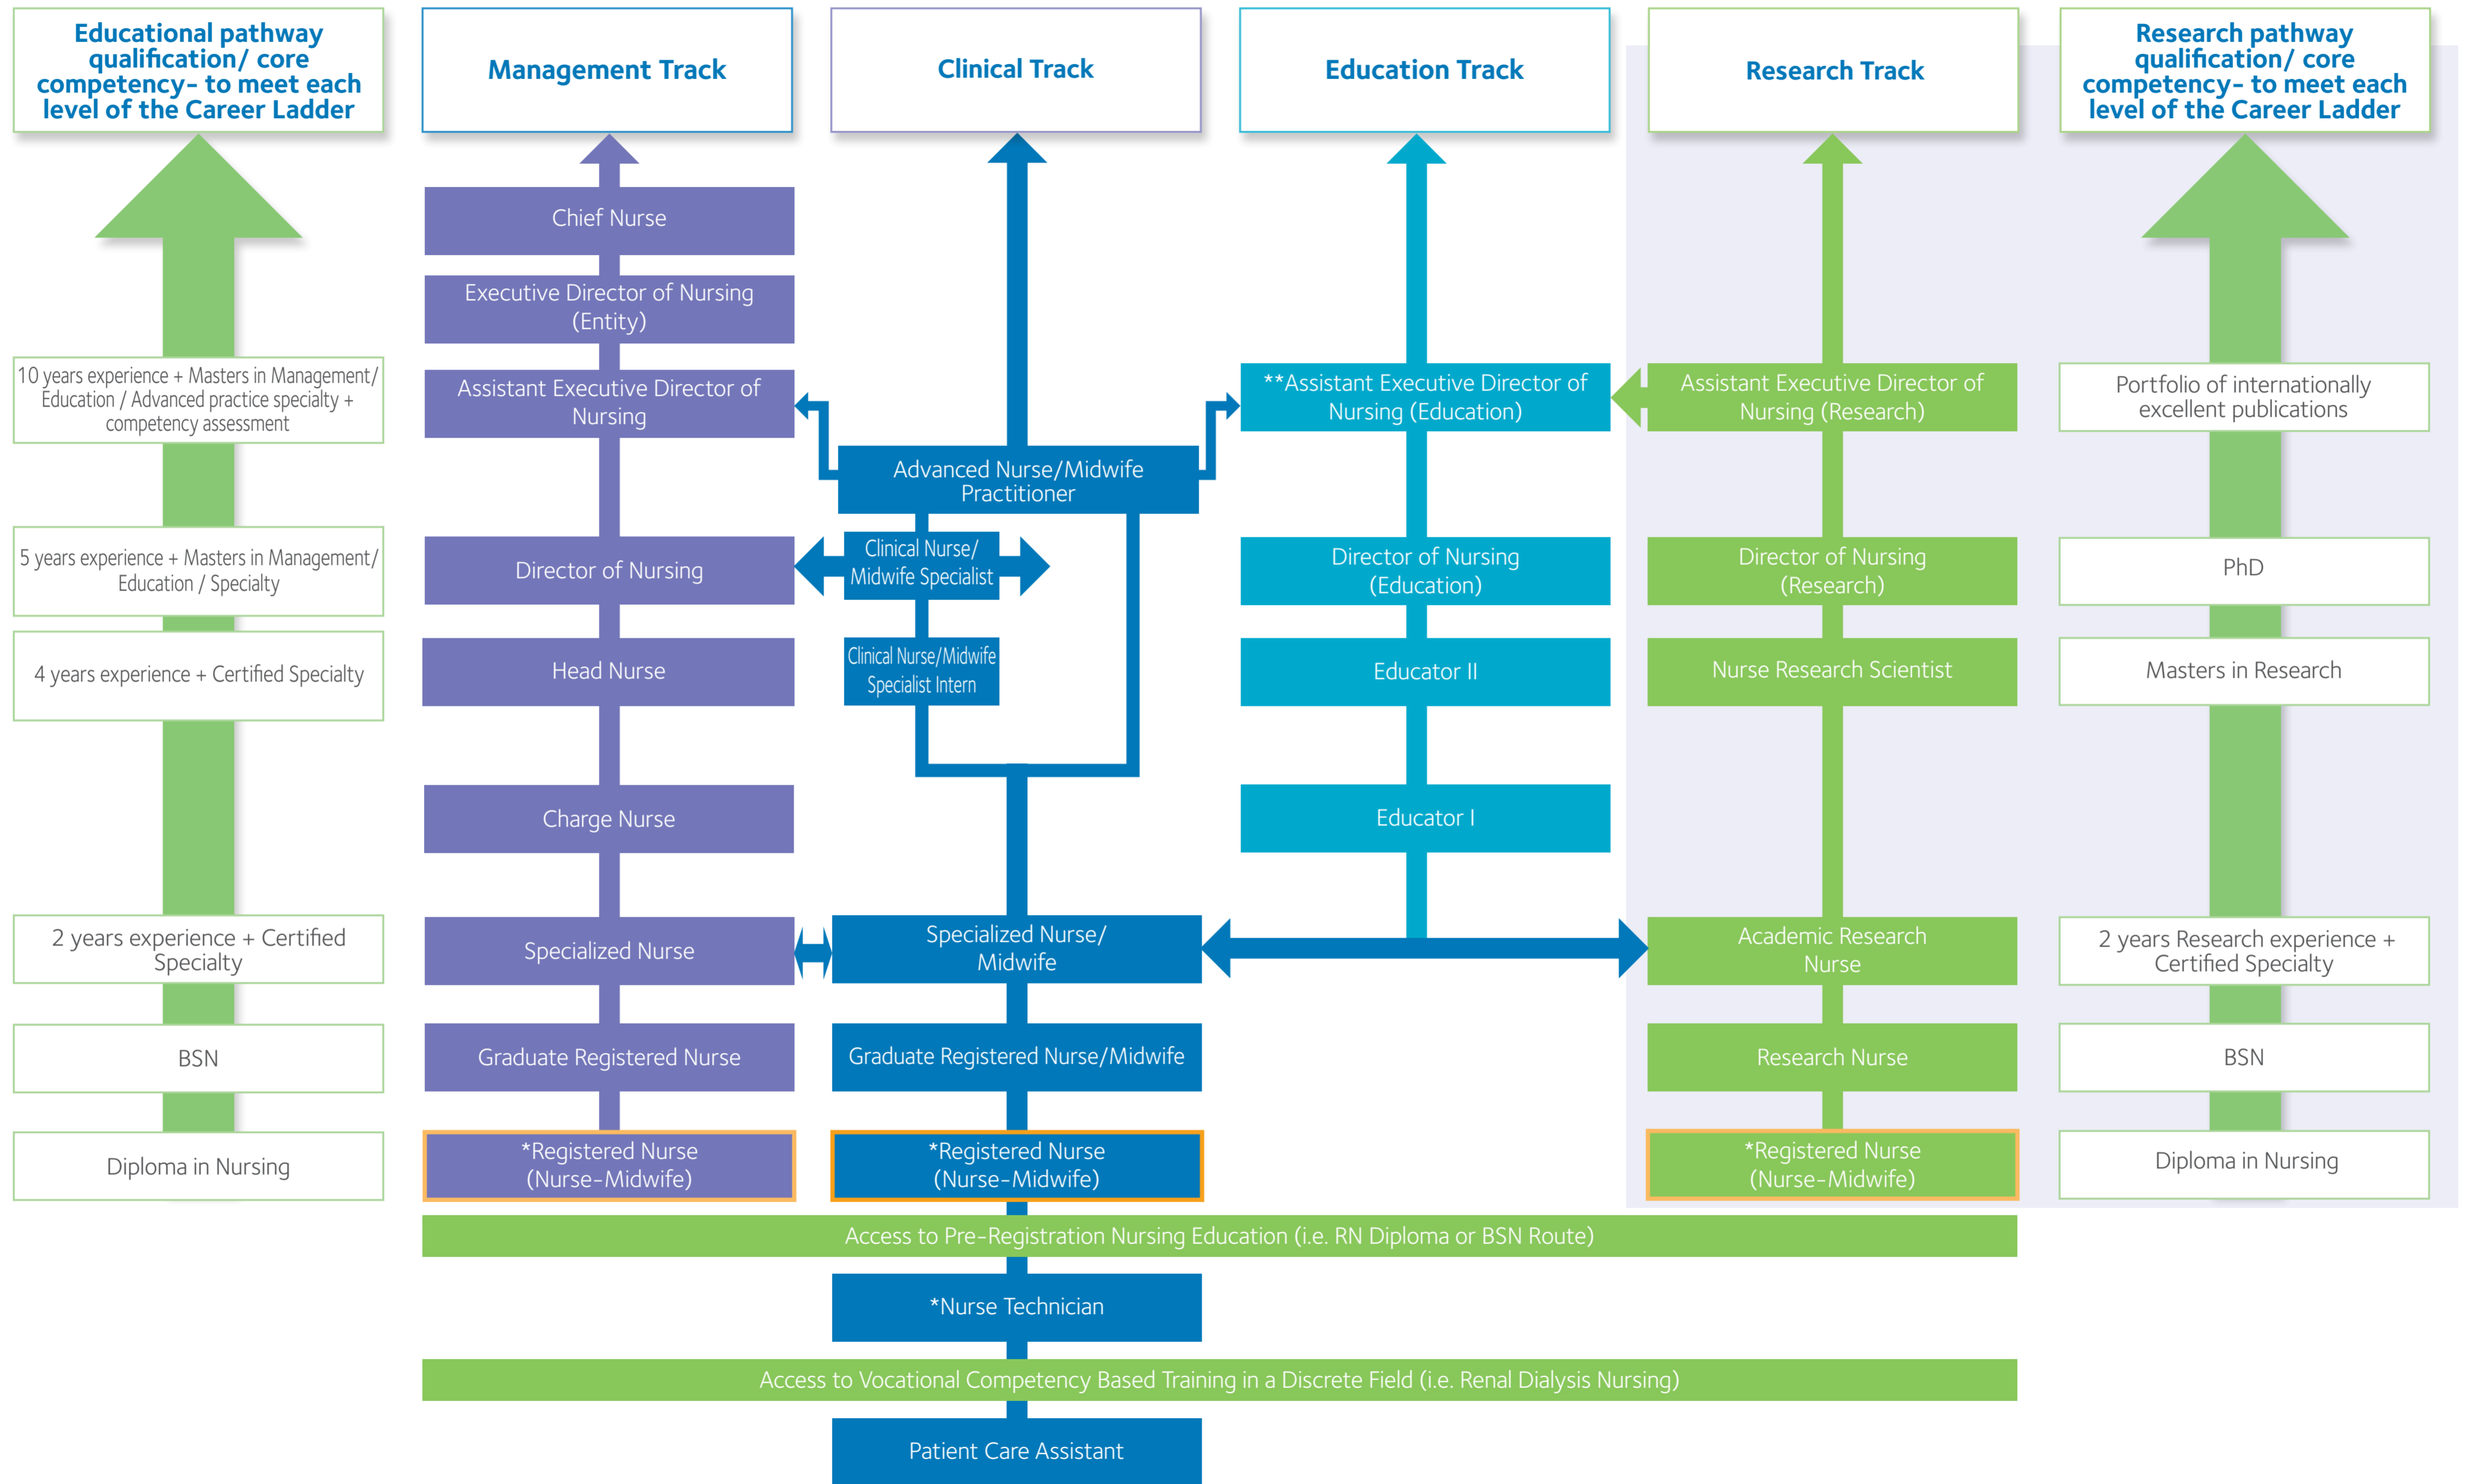 Educational pathway
qualification/ core
competency- to meet each
level of the Career Ladder
Management Track
Clinical Track
Education Track
Research Track
Research pathway
qualification/ core
competency- to meet each
level of the Career Ladder
Chief Nurse
Executive Director of Nursing
(Entity)
10 years experience + Masters in Management/
Education / Advanced practice specialty +
competency assessment
Assistant Executive Director of
Nursing
**Assistant Executive Director of
Nursing (Education)
Assistant Executive Director of
Nursing (Research)
Portfolio of internationally
excellent publications
Advanced Nurse/Midwife
Practitioner
5 years experience + Masters in Management/
Education / Specialty
Director of Nursing
Clinical Nurse/
Midwife Specialist
Director of Nursing
(Education)
Director of Nursing
(Research)
PhD
4 years experience + Certified Specialty
Head Nurse
Clinical Nurse/Midwife
Specialist Intern
Educator II
Nurse Research Scientist
Masters in Research
Charge Nurse
Educator I
2 years experience + Certified
Specialty
Specialized Nurse
Specialized Nurse/
Midwife
Academic Research
Nurse
2 years Research experience +
Certified Specialty
BSN
Graduate Registered Nurse
Graduate Registered Nurse/Midwife
Research Nurse
BSN
Diploma in Nursing
*Registered Nurse
(Nurse-Midwife)
*Registered Nurse
(Nurse-Midwife)
*Registered Nurse
(Nurse-Midwife)
Diploma in Nursing
Access to Pre-Registration Nursing Education (i.e. RN Diploma or BSN Route)
*Nurse Technician
Access to Vocational Competency Based Training in a Discrete Field (i.e. Renal Dialysis Nursing)
Patient Care Assistant